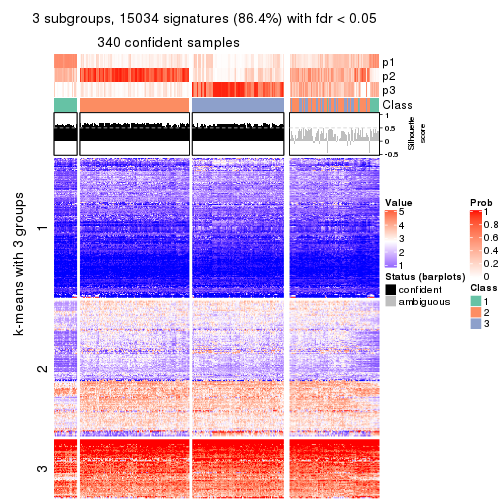 3 subgroups, 15034 signatures (86.4%) with fdr < 0.05
340 confident samples
p1
p2
p3
Class
1
0.5
0
-0.5
Silhouette
score
k-means with 3 groups
1
2
3
Value
5
4
3
2
1
Status (barplots)
confident
ambiguous
Prob
1
0.8
0.6
0.4
0.2
0
Class
1
2
3